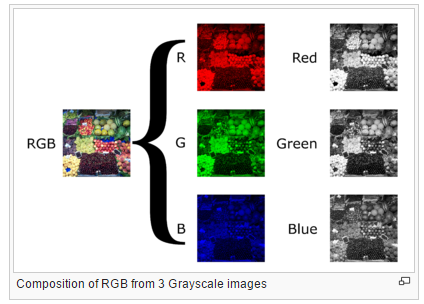 R
Red
RGB
G
Green
B
Blue
Composition of RGB from 3 Grayscale images